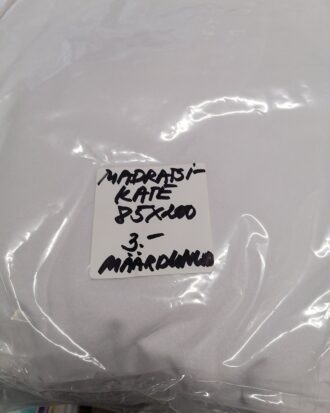 MADRATSI-
KATE
85X200
3.-
MÄÄRDUNUD